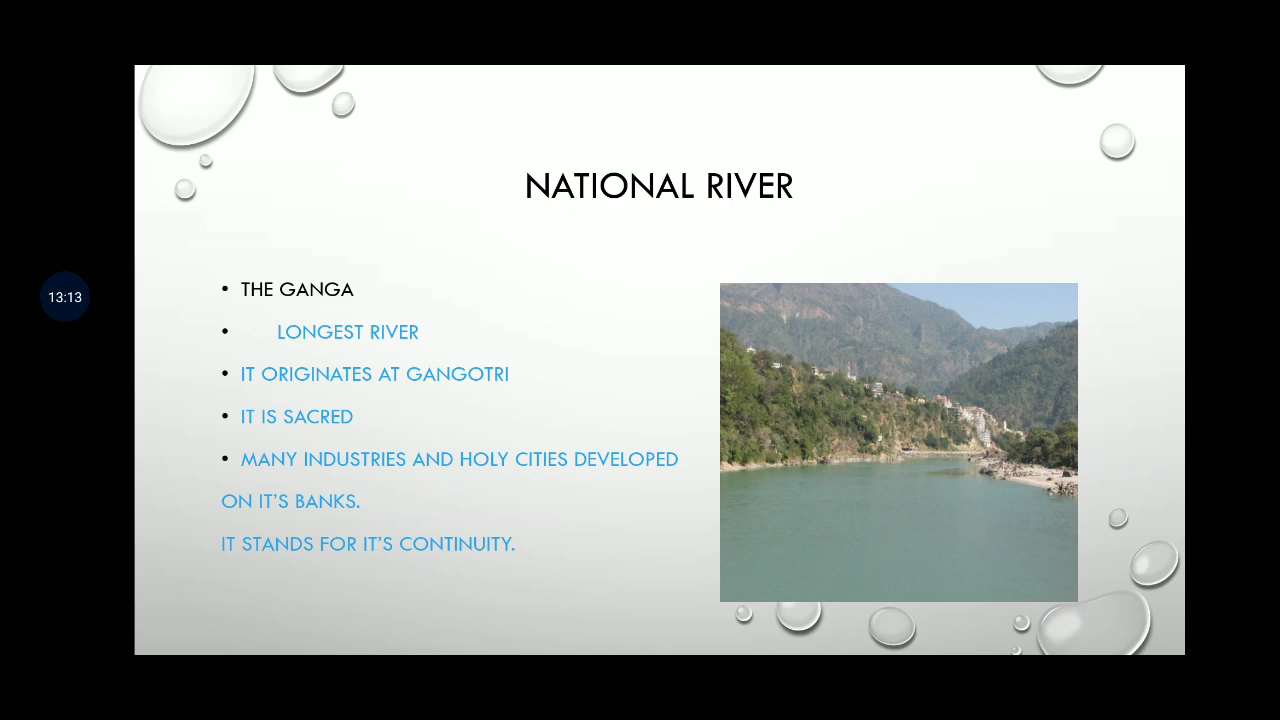 NATIONAL RIVER
13:13
• THE GANGA
• LONGEST RIVER
• IT ORIGINATES AT GANGOTRI
• IT IS SACRED
• MANY INDUSTRIES AND HOLY CITIES DEVELOPED
ON IT'S BANKS.
IT STANDS FOR IT'S CONTINUITY.